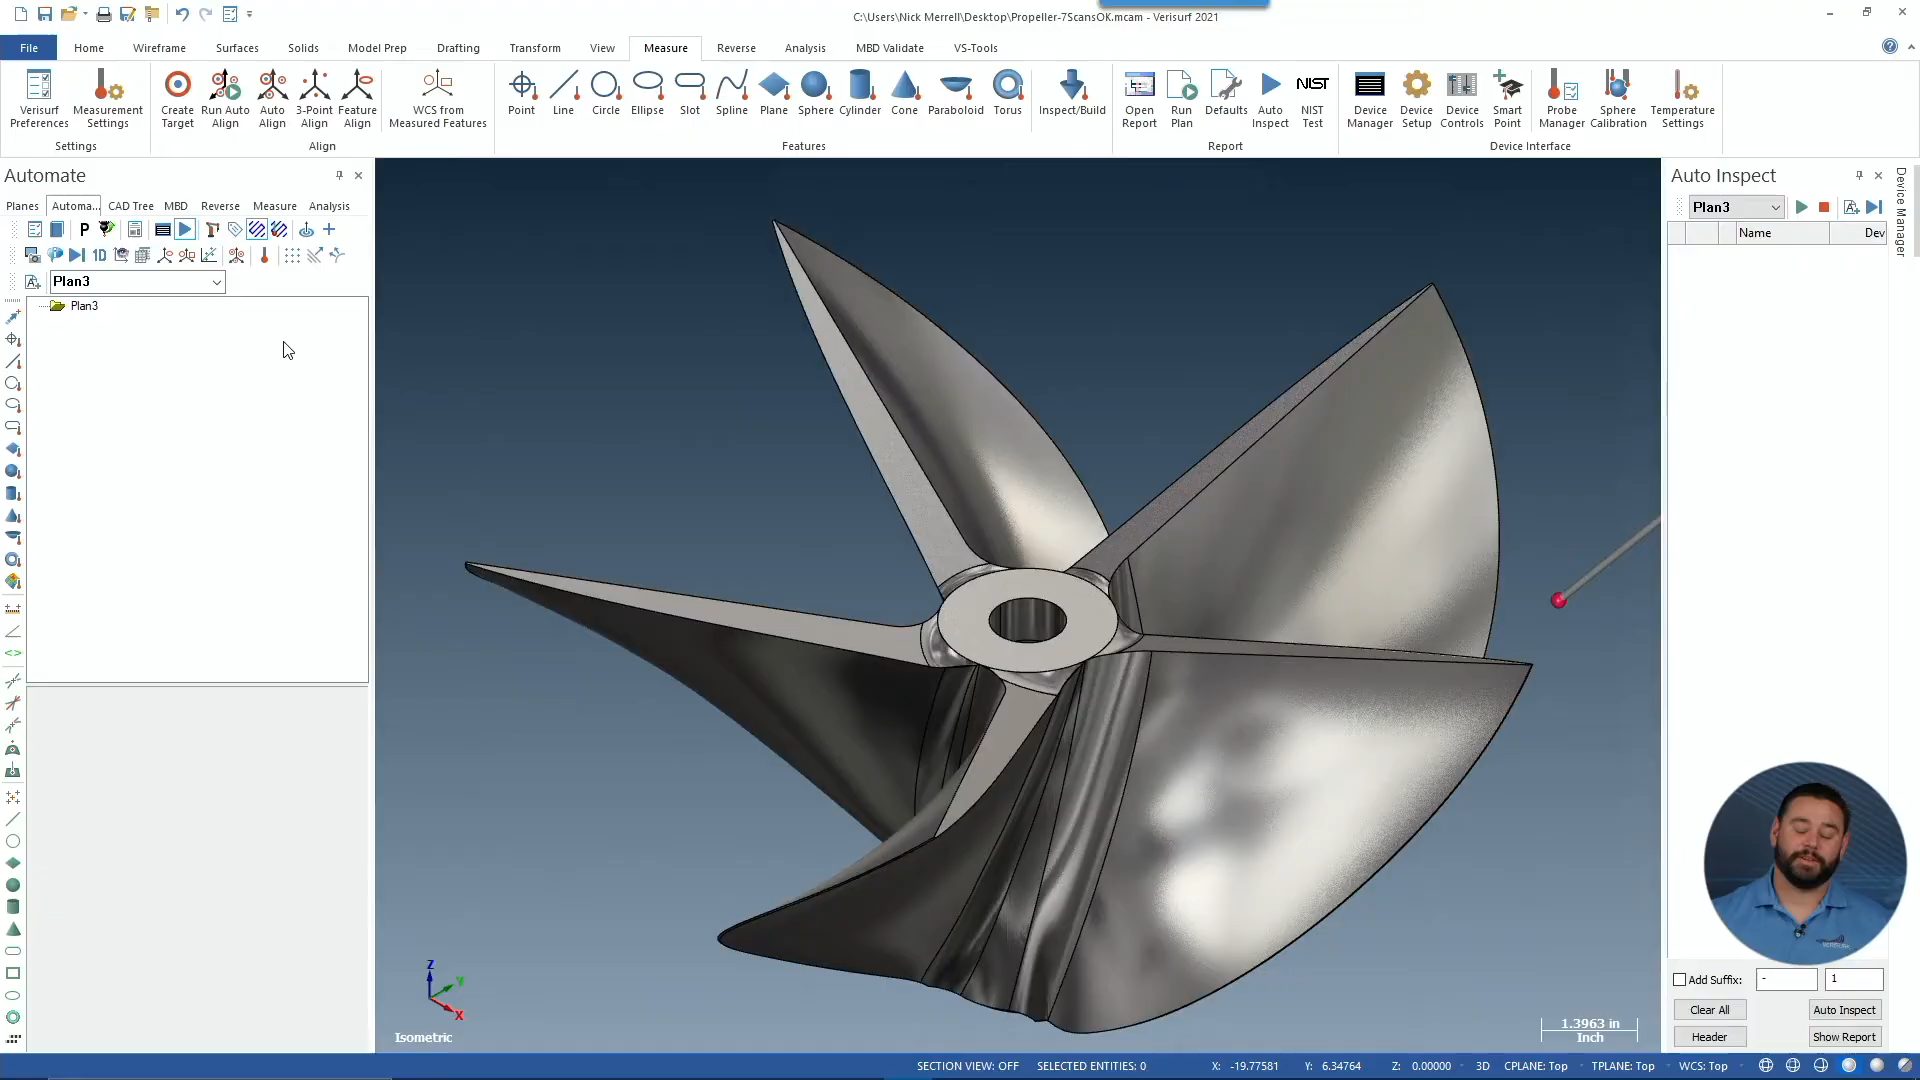 C:\Users\Nick Merrell\Desktop\Propeller-7ScansOK.mcam - Verisurf 2021
File Home Wireframe Surfaces Solids Model Prep Drafting Transform View Measure Reverse Analysis MBD Validate VS-Tools
Verisurf Preferences
Measurement Settings
Settings
Create Target
Run Auto Align
Auto Align
3-Point Align
Feature Align
Align
WCS from Measured Features
Point
Line
Circle
Ellipse
Slot
Spline
Plane
Sphere
Cylinder
Cone
Paraboloid
Torus
Inspect/Build
Features
Open Report
Run Plan
Defaults
Auto Inspect
NIST
NIST Test
Report
Device Manager
Device Setup
Device Controls
Smart Point
Probe Manager
Sphere Calibration
Temperature Settings
Device Interface
Automate
Planes Automa... CAD Tree MBD Reverse Measure Analysis
P
1D
Plan3
Plan3
Z
Y
X
Isometric
1.3963 in
Inch
Auto Inspect
Plan3
Name Dev
Device Manager
Add Suffix: - 1
Clear All Auto Inspect
Header Show Report
SECTION VIEW: OFF SELECTED ENTITIES: 0 X: -19.77581 Y: 6.34764 Z: 0.00000 3D CPLANE: Top TPLANE: Top WCS: Top